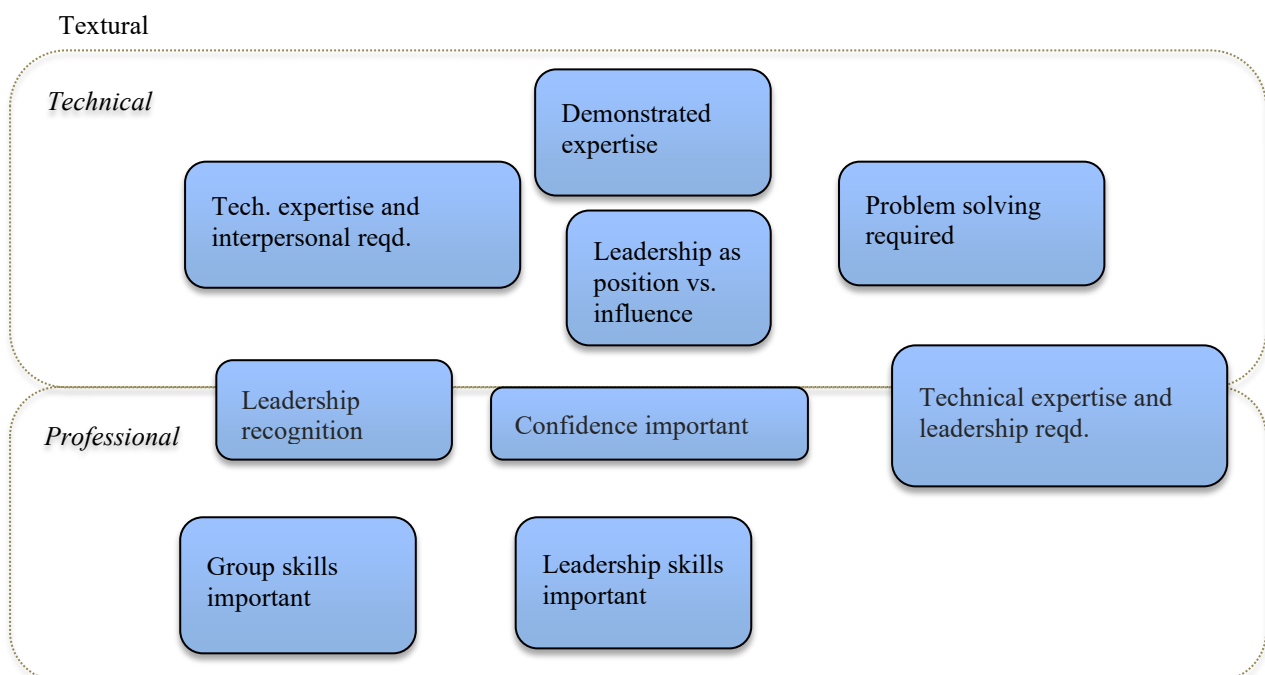 Textural
Technical
Demonstrated
expertise
Tech. expertise and
interpersonal reqd.
Problem solving
required
Leadership as
position vs.
influence
Leadership
recognition
Confidence important
Technical expertise and
leadership reqd.
Professional
Group skills
important
Leadership skills
important